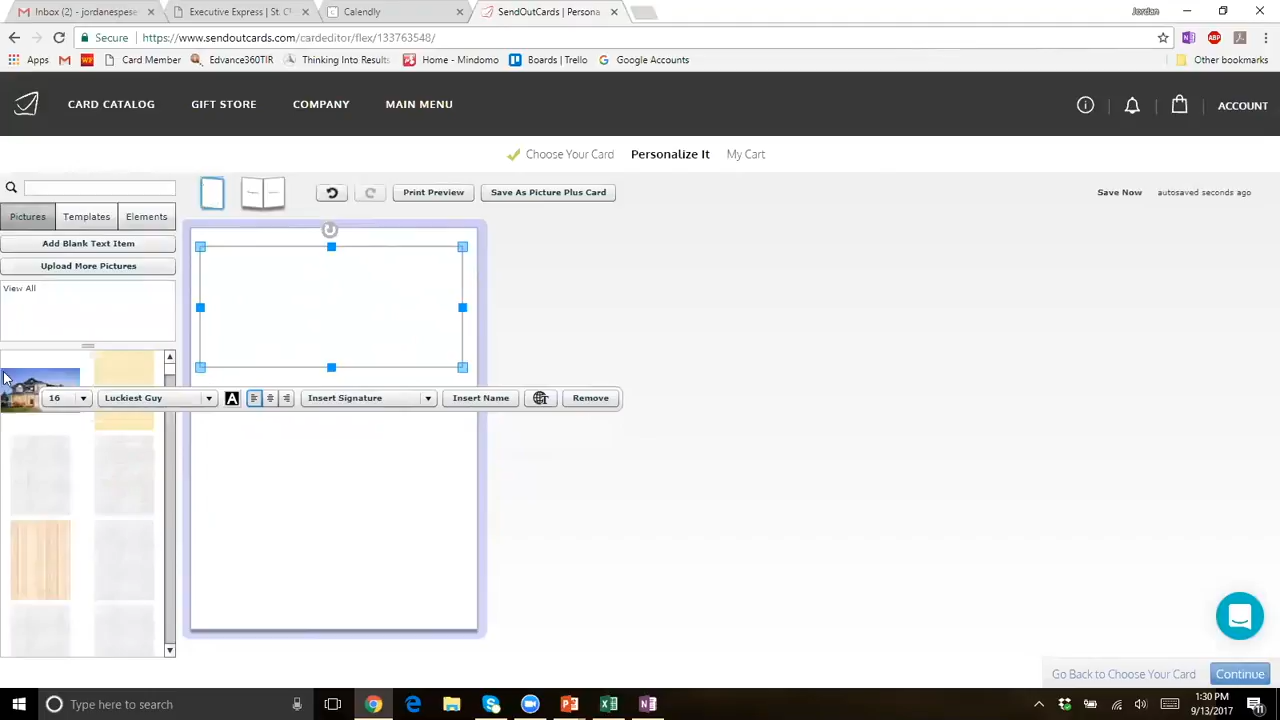 Inbox (2) - jordanespese
Executive Express | St. Cl
Calendly
SendOutCards | Persona
Jordan
Secure
https://www.sendoutcards.com/cardeditor/flex/133763548/
Apps
Card Member
Edvance360TIR
Thinking Into Results
Home - Mindomo
Boards | Trello
Google Accounts
Other bookmarks
CARD CATALOG
GIFT STORE
COMPANY
MAIN MENU
ACCOUNT
Choose Your Card
Personalize It
My Cart
Pictures
Templates
Elements
Print Preview
Save As Picture Plus Card
Save Now
autosaved seconds ago
Add Blank Text Item
Upload More Pictures
View All
16
Luckiest Guy
A
Insert Signature
Insert Name
Remove
Go Back to Choose Your Card
Continue
Type here to search
1:30 PM
9/13/2017